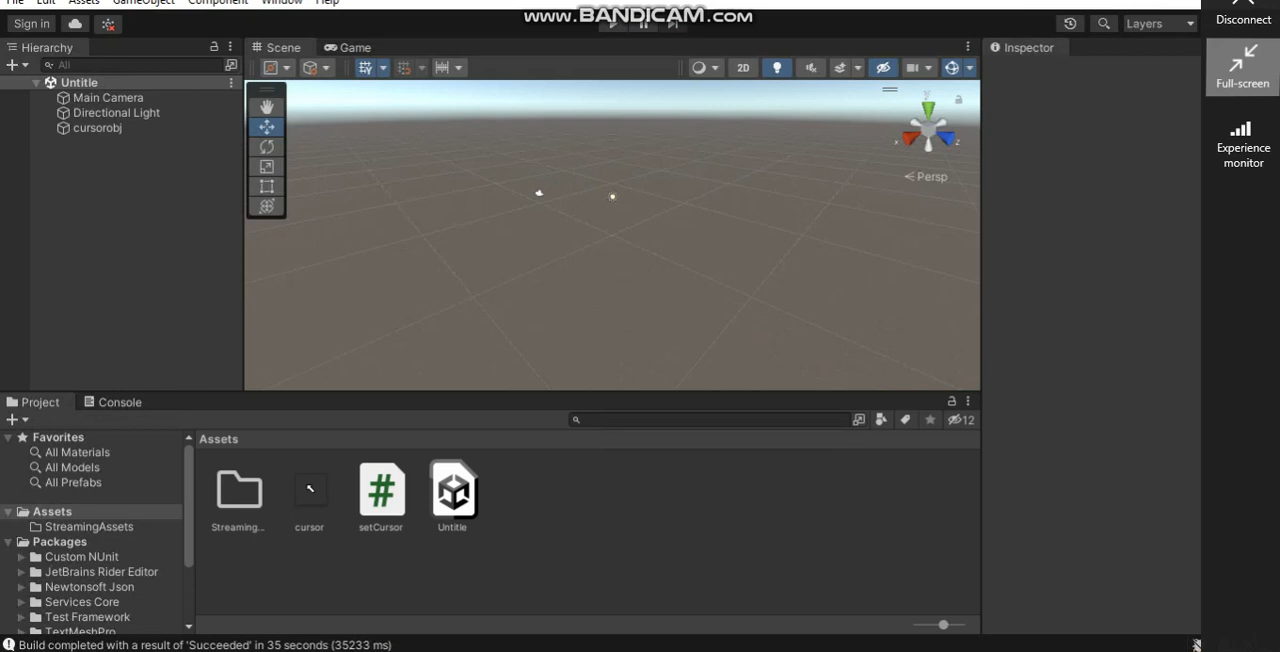 File Edit Assets GameObject Component Window Help
www.BANDICAM.com
Disconnect
Sign in
Layers
Hierarchy
Scene
Game
Inspector
All
2D
Full-screen
Untitle
Main Camera
Directional Light
cursorobj
x
z
Persp
Experience
monitor
Project
Console
12
Favorites
All Materials
All Models
All Prefabs
Assets
StreamingAssets
Packages
Custom NUnit
JetBrains Rider Editor
Newtonsoft Json
Services Core
Test Framework
TextMeshPro
Assets
Streaming...
cursor
setCursor
Untitle
Build completed with a result of 'Succeeded' in 35 seconds (35233 ms)